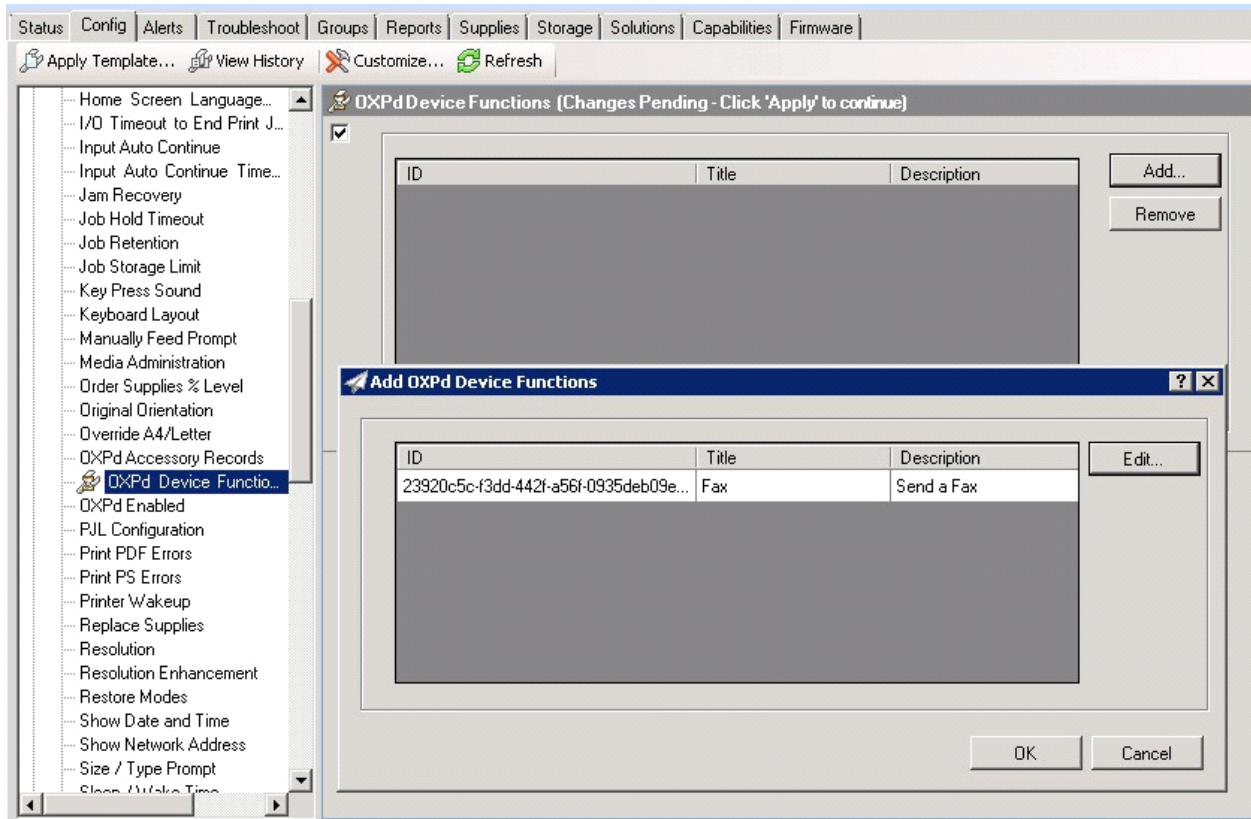 Status Config Alerts Troubleshoot Groups Reports Supplies Storage Solutions Capabilities Firmware
Apply Template... View History Customize... Refresh
Home Screen Language...
I/O Timeout to End Print J...
Input Auto Continue
Input Auto Continue Time...
Jam Recovery
Job Hold Timeout
Job Retention
Job Storage Limit
Key Press Sound
Keyboard Layout
Manually Feed Prompt
Media Administration
Order Supplies % Level
Original Orientation
Override A4/Letter
OXPd Accessory Records
OXPd Device Functio...
OXPd Enabled
PJL Configuration
Print PDF Errors
Print PS Errors
Printer Wakeup
Replace Supplies
Resolution
Resolution Enhancement
Restore Modes
Show Date and Time
Show Network Address
Size / Type Prompt
OXPd Device Functions (Changes Pending - Click 'Apply' to continue)
ID Title Description
Add...
Remove
Add OXPd Device Functions
ID Title Description
23920c5c-f3dd-442f-a56f-0935deb09e... Fax Send a Fax
Edit...
OK Cancel